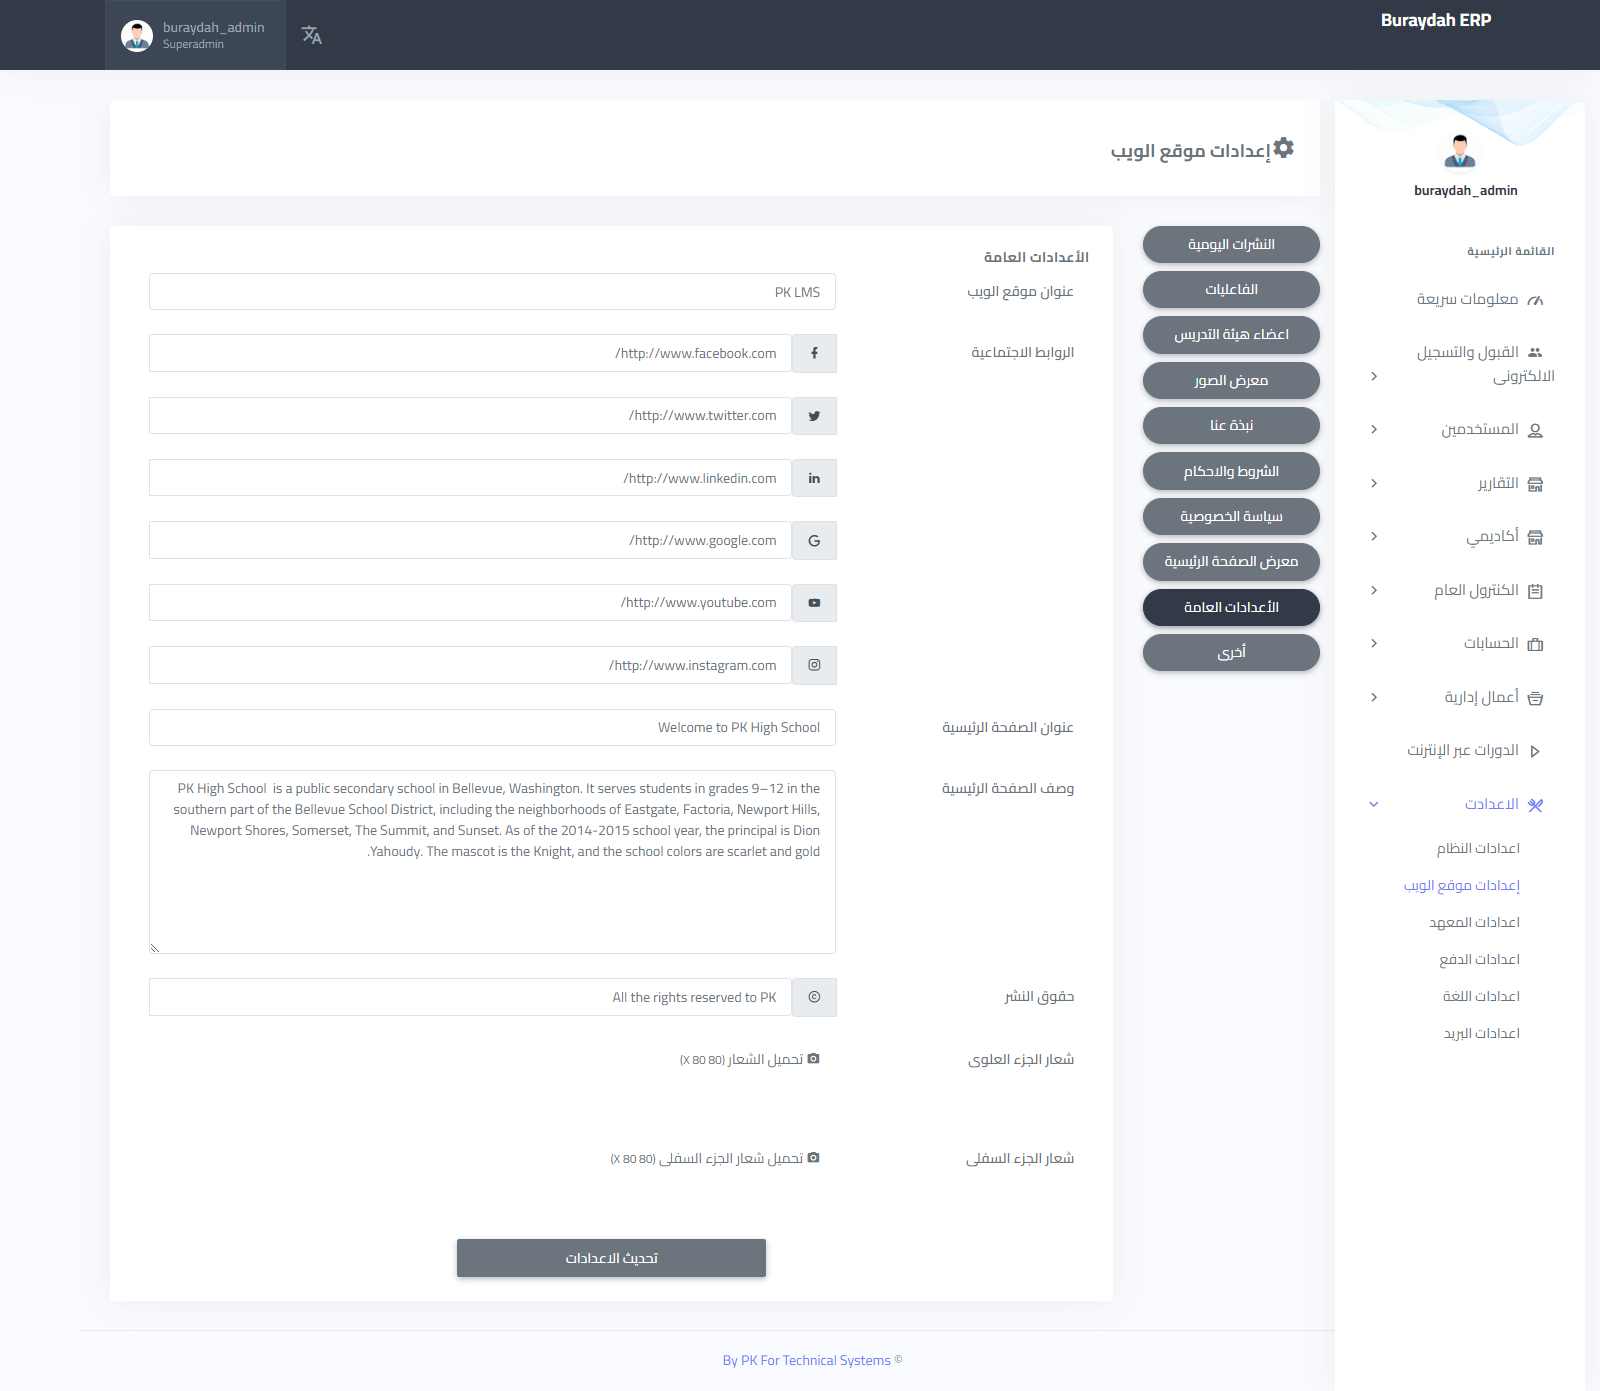 Buraydah ERP
buraydah_admin
Superadmin
buraydah_admin
القائمة الرئيسية
معلومات سريعة
القبول والتسجيل
الالكترونى
المستخدمين
التقارير
أكاديمي
الكنترول العام
الحسابات
أعمال إدارية
الدورات عبر الإنترنت
الاعدادت
اعدادات النظام
إعدادات موقع الويب
اعدادات المعهد
اعدادات الدفع
اعدادات اللغة
اعدادات البريد
إعدادات موقع الويب
النشرات اليومية
الفاعليات
اعضاء هيئة التدريس
معرض الصور
نبذة عنا
الشروط والاحكام
سياسة الخصوصية
معرض الصفحة الرئيسية
الأعدادات العامة
أخرى
الأعدادات العامة
عنوان موقع الويب
PK LMS
الروابط الاجتماعية
/http://www.facebook.com
/http://www.twitter.com
/http://www.linkedin.com
/http://www.google.com
/http://www.youtube.com
/http://www.instagram.com
عنوان الصفحة الرئيسية
Welcome to PK High School
وصف الصفحة الرئيسية
PK High School is a public secondary school in Bellevue, Washington. It serves students in grades 9–12 in the
southern part of the Bellevue School District, including the neighborhoods of Eastgate, Factoria, Newport Hills,
Newport Shores, Somerset, The Summit, and Sunset. As of the 2014-2015 school year, the principal is Dion
.Yahoudy. The mascot is the Knight, and the school colors are scarlet and gold
حقوق النشر
All the rights reserved to PK
شعار الجزء العلوى
تحميل الشعار (80 X 80)
شعار الجزء السفلى
تحميل شعار الجزء السفلى (80 X 80)
تحديث الاعدادات
By PK For Technical Systems ©